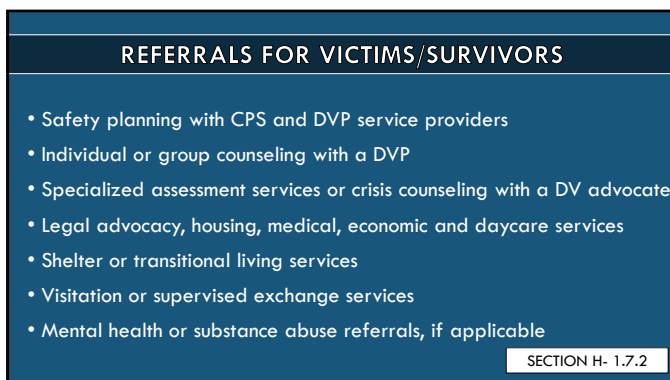 REFERRALS FOR VICTIMS/SURVIVORS
• Safety planning with CPS and DVP service providers
• Individual or group counseling with a DVP
• Specialized assessment services or crisis counseling with a DV advocate
• Legal advocacy, housing, medical, economic and daycare services
• Shelter or transitional living services
• Visitation or supervised exchange services
• Mental health or substance abuse referrals, if applicable
SECTION H- 1.7.2